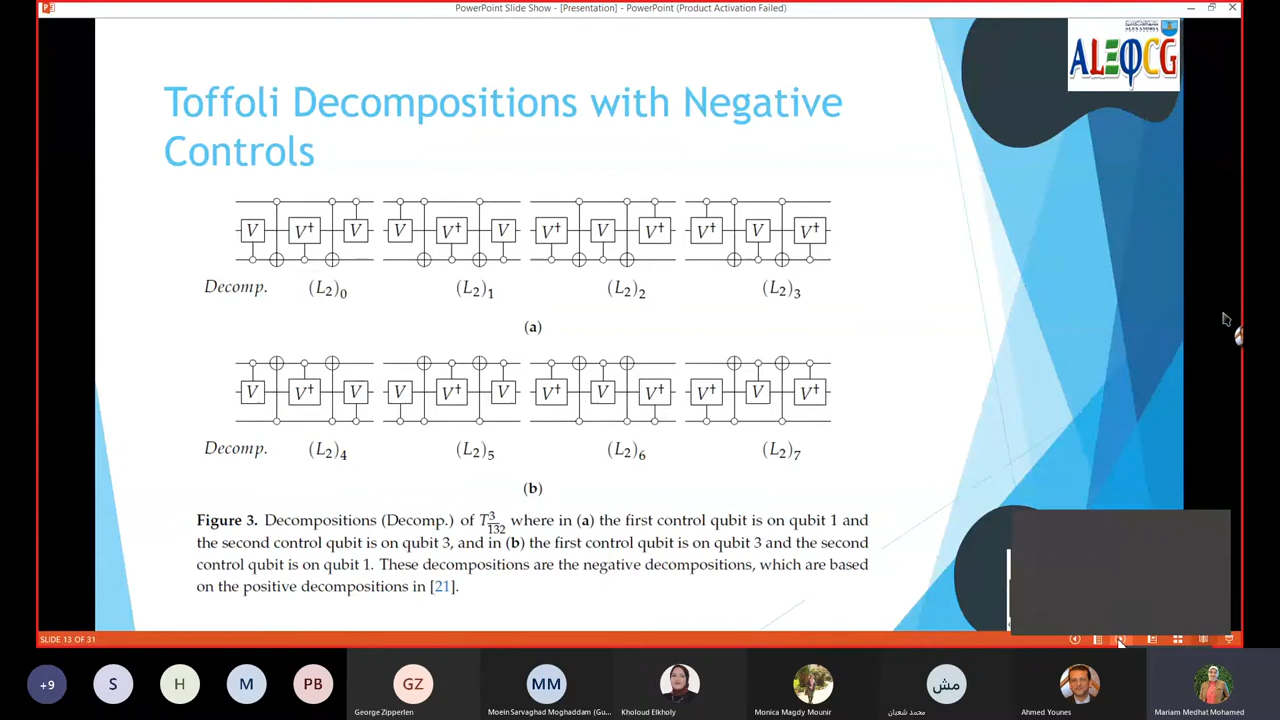 PowerPoint Slide Show - [Presentation] - PowerPoint (Product Activation Failed)
ALEXANDRIA
ALEφCG
Toffoli Decompositions with Negative
Controls
V V† V V V† V V† V V† V† V V†
Decomp. (L₂)₀ (L₂)₁ (L₂)₂ (L₂)₃
(a)
V V† V V V† V V† V V† V† V V†
Decomp. (L₂)₄ (L₂)₅ (L₂)₆ (L₂)₇
(b)
Figure 3. Decompositions (Decomp.) of T³₁₃₂ where in (a) the first control qubit is on qubit 1 and
the second control qubit is on qubit 3, and in (b) the first control qubit is on qubit 3 and the second
control qubit is on qubit 1. These decompositions are the negative decompositions, which are based
on the positive decompositions in [21].
SLIDE 13 OF 31
+9 S H M PB GZ MM مش
George Zipperlen Moein Sarvaghad Moghaddam (Gu... Kholoud Elkholy Monica Magdy Mounir محمد شعبان Ahmed Younes Mariam Medhat Mohamed